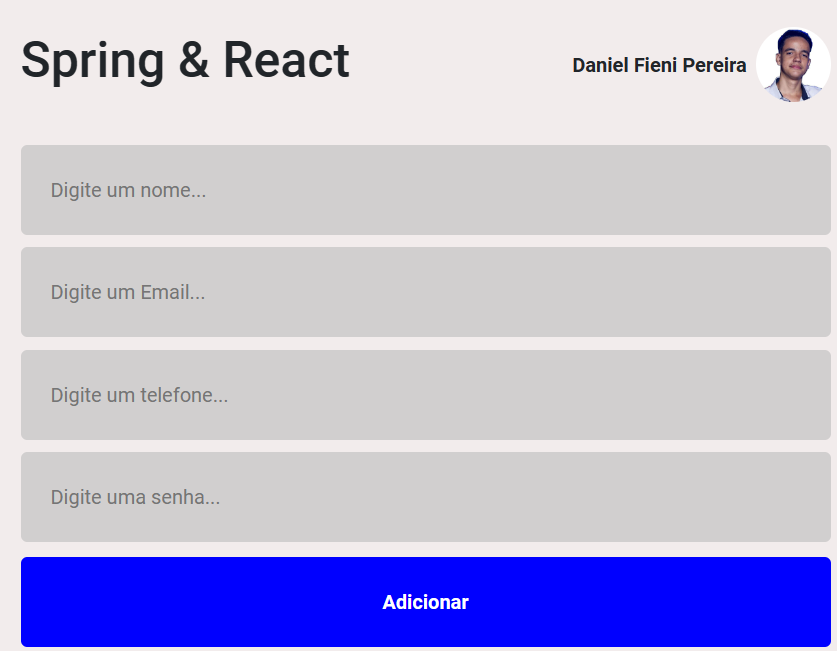 Spring & React
Daniel Fieni Pereira
Digite um nome...
Digite um Email...
Digite um telefone...
Digite uma senha...
Adicionar